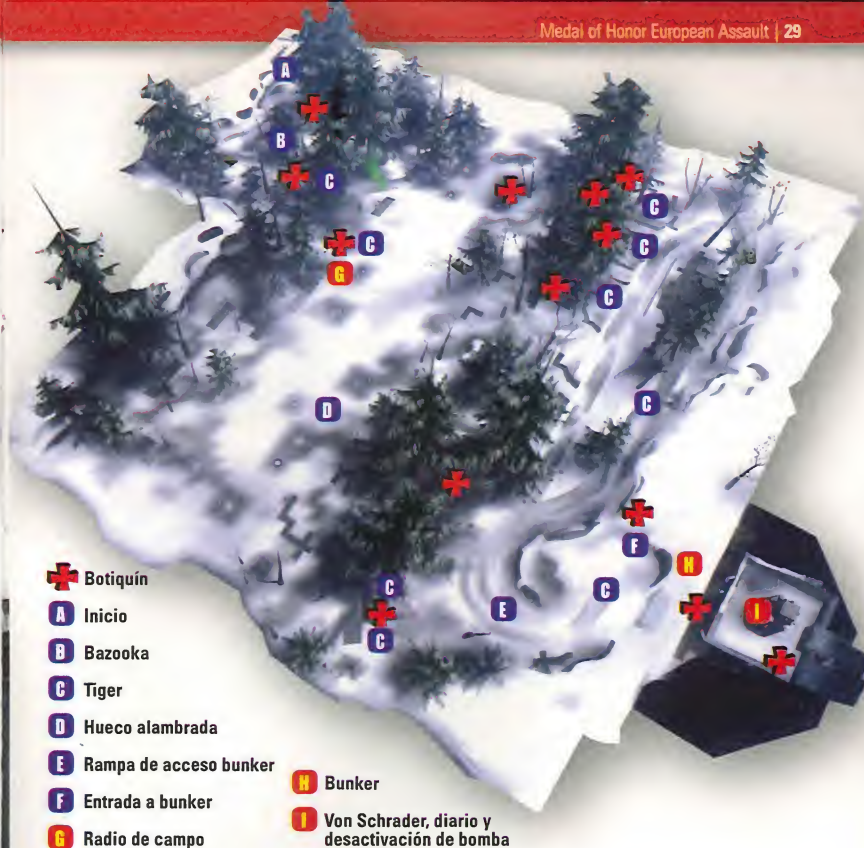 Medal of Honor European Assault | 29
A
B
C
C
C
G
C
C
D
C
F
H
C
C
E
I
C
Botiquín
A Inicio
B Bazooka
C Tiger
D Hueco alambrada
E Rampa de acceso bunker
F Entrada a bunker
G Radio de campo
H Bunker
I Von Schrader, diario y
desactivación de bomba